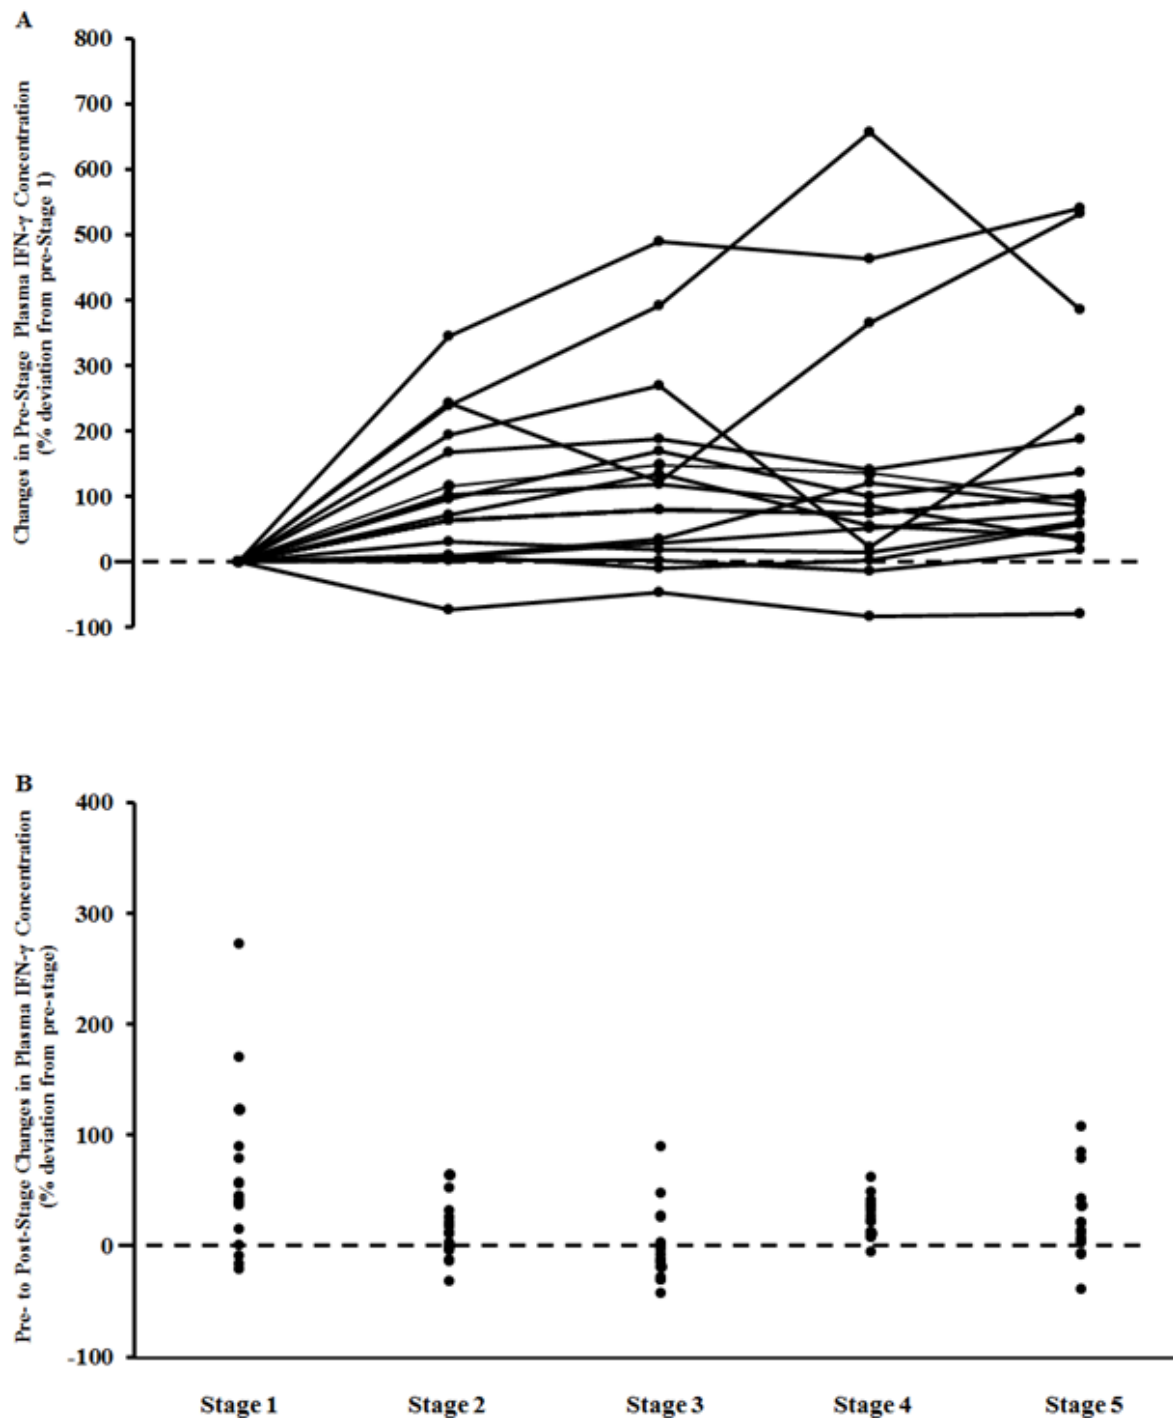 A
Changes in Pre-Stage Plasma IFN-γ Concentration
(% deviation from pre-Stage 1)
800
700
600
500
400
300
200
100
0
-100
B
Pre- to Post-Stage Changes in Plasma IFN-γ Concentration
(% deviation from pre-stage)
400
300
200
100
0
-100
Stage 1 Stage 2 Stage 3 Stage 4 Stage 5